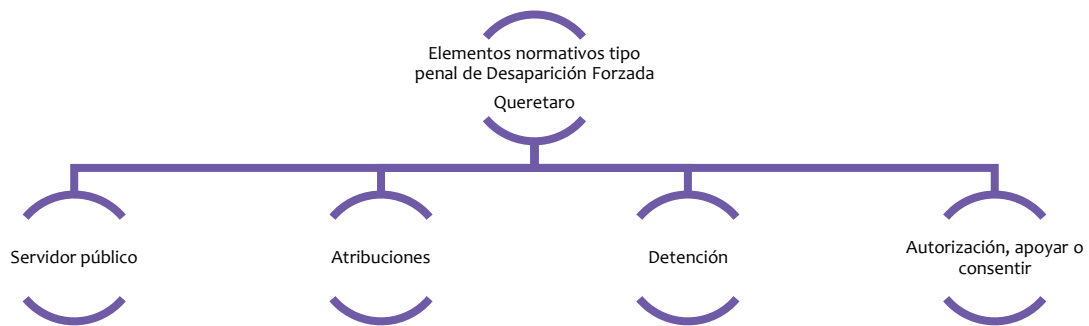 Elementos normativos tipo
penal de Desaparición Forzada
Queretaro
Servidor público
Atribuciones
Detención
Autorización, apoyar o
consentir